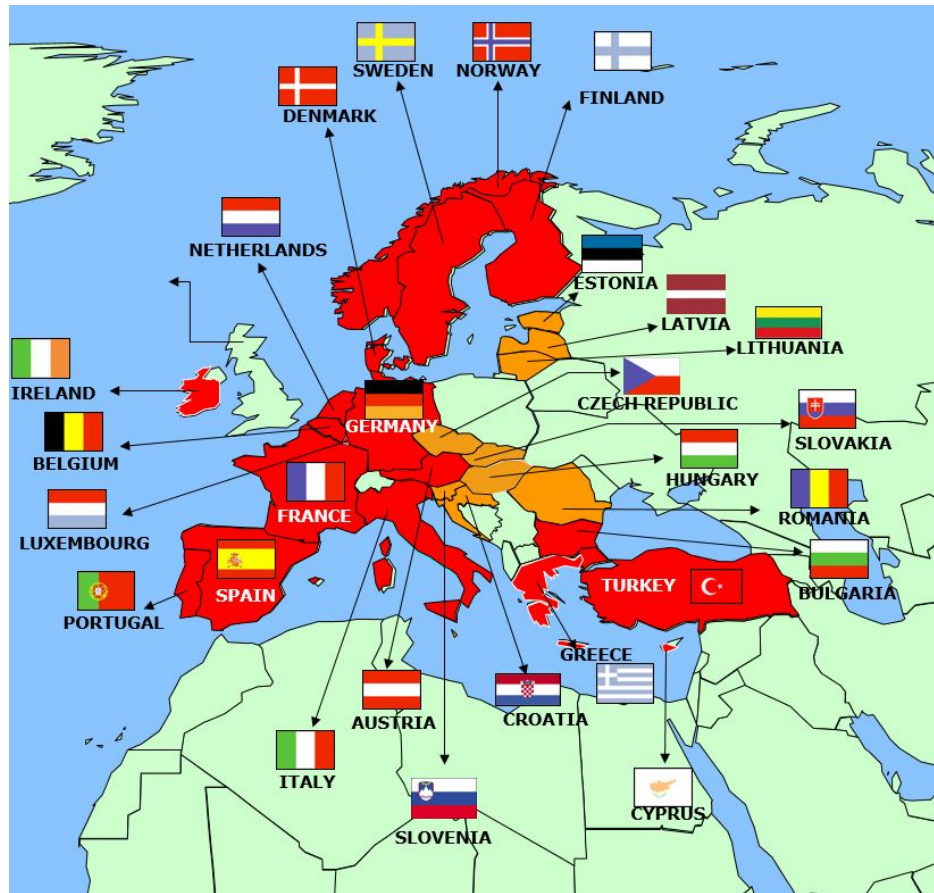 SWEDEN
NORWAY
FINLAND
DENMARK
NETHERLANDS
ESTONIA
LATVIA
LITHUANIA
IRELAND
CZECH REPUBLIC
GERMANY
SLOVAKIA
BELGIUM
HUNGARY
FRANCE
ROMANIA
LUXEMBOURG
TURKEY
BULGARIA
SPAIN
PORTUGAL
GREECE
AUSTRIA
CROATIA
ITALY
CYPRUS
SLOVENIA